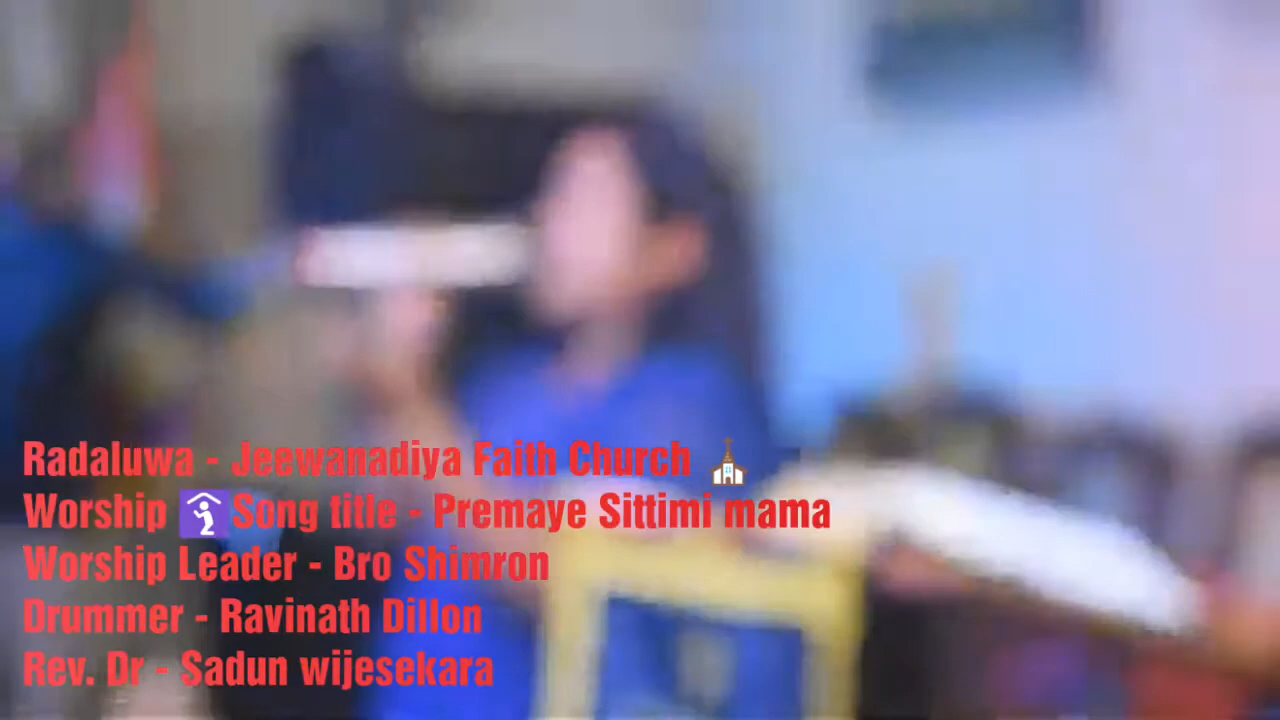 Radaluwa - Jeewanadiya Faith Church ⛪
Worship 🛐Song title - Premaye Sittimi mama
Worship Leader - Bro Shimron
Drummer - Ravinath Dillon
Rev. Dr - Sadun wijesekara